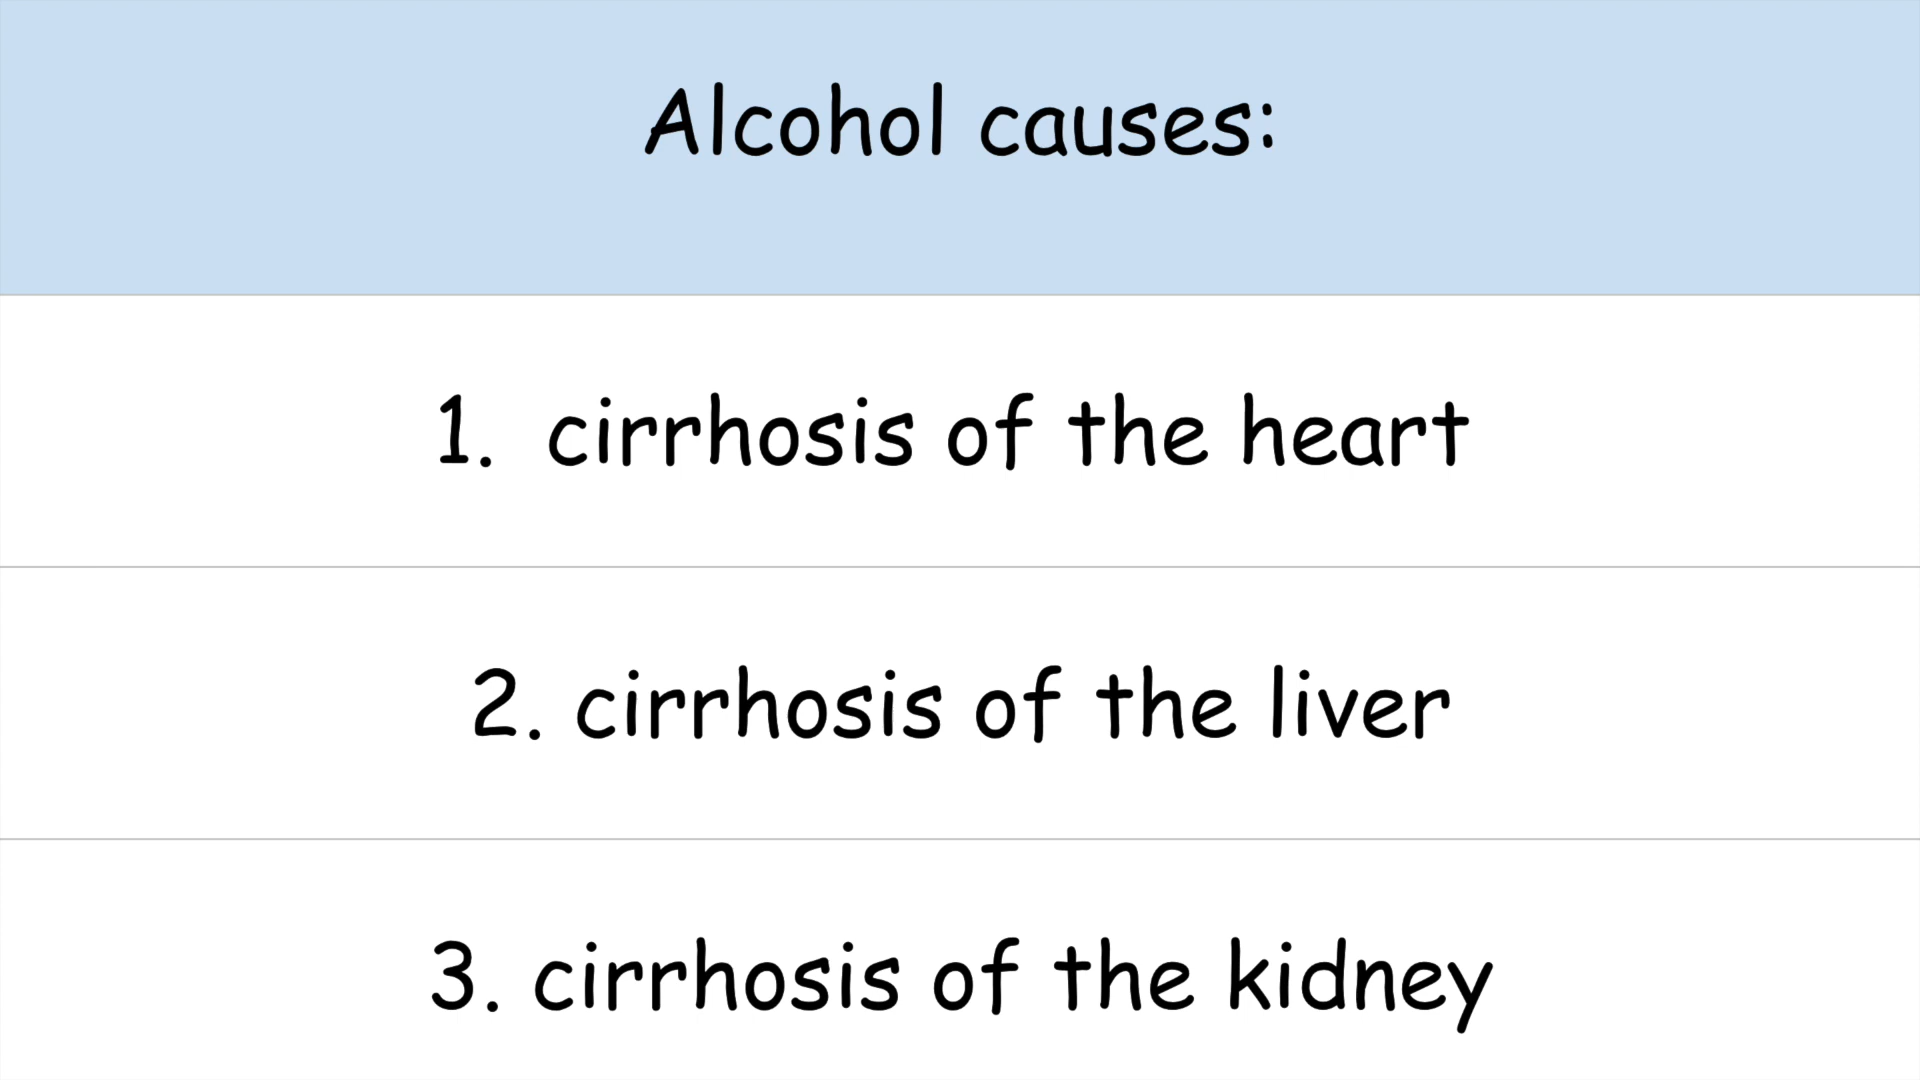 Alcohol causes:
1. cirrhosis of the heart
2. cirrhosis of the liver
3. cirrhosis of the kidney